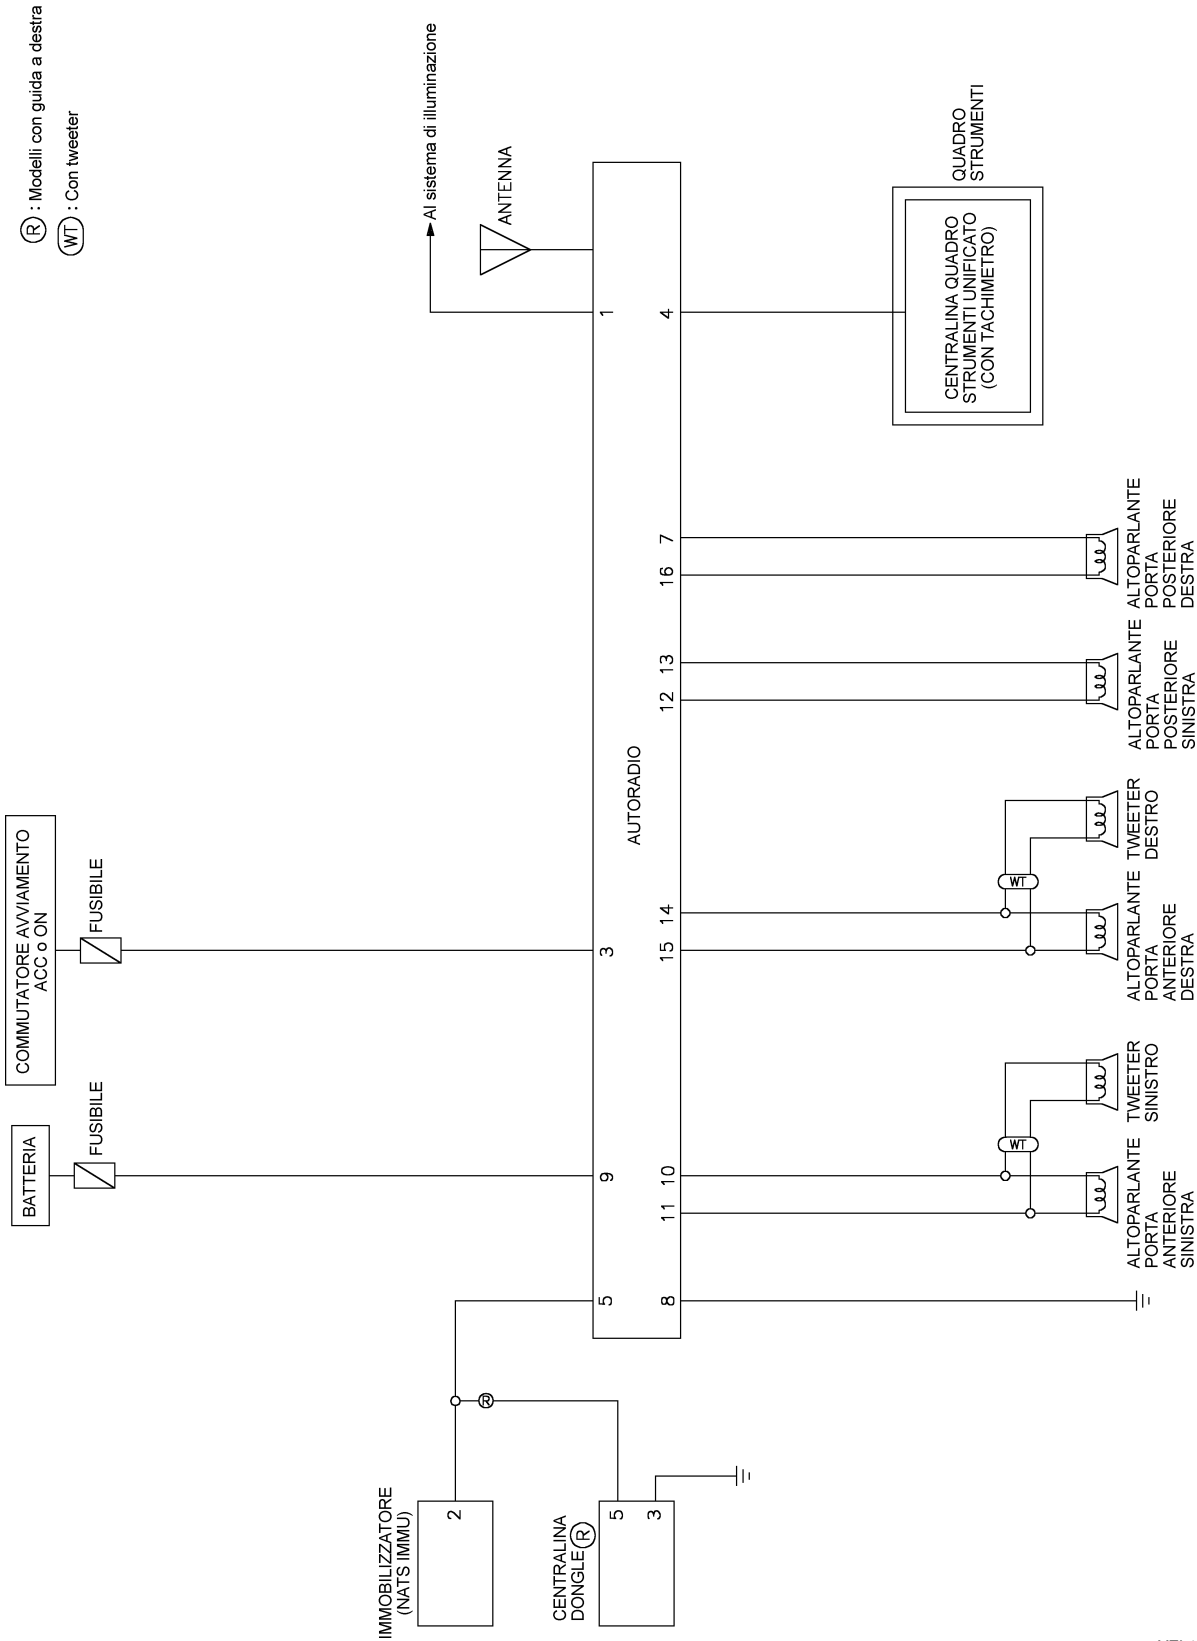 Ⓡ : Modelli con guida a destra
WT : Con tweeter
COMMUTATORE AVVIAMENTO
ACC o ON
BATTERIA
FUSIBILE
FUSIBILE
Al sistema di illuminazione
ANTENNA
IMMOBILIZZATORE
(NATS IMMU)
2
R
CENTRALINA
DONGLE Ⓡ
5
3
5
9
3
1
AUTORADIO
8
11
10
15
14
12
13
16
7
4
WT
WT
CENTRALINA QUADRO
STRUMENTI UNIFICATO
(CON TACHIMETRO)
QUADRO
STRUMENTI
ALTOPARLANTE
PORTA
ANTERIORE
SINISTRA
TWEETER
SINISTRO
ALTOPARLANTE
PORTA
ANTERIORE
DESTRA
TWEETER
DESTRO
ALTOPARLANTE
PORTA
POSTERIORE
SINISTRA
ALTOPARLANTE
PORTA
POSTERIORE
DESTRA